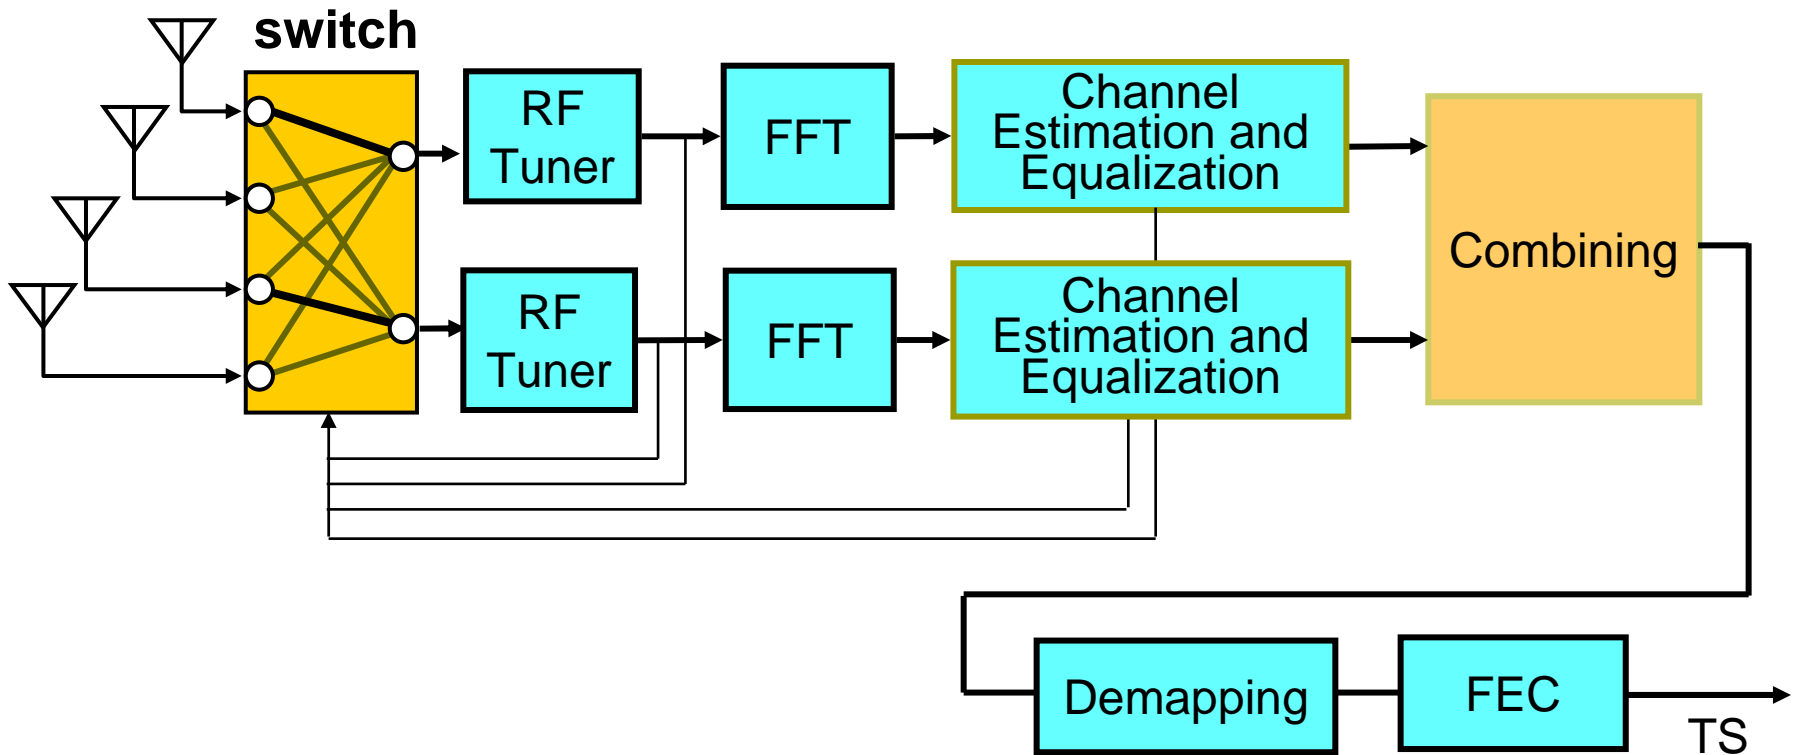 switch
RF
Tuner
FFT
Channel
Estimation and
Equalization
Combining
RF
Tuner
FFT
Channel
Estimation and
Equalization
Demapping
FEC
TS